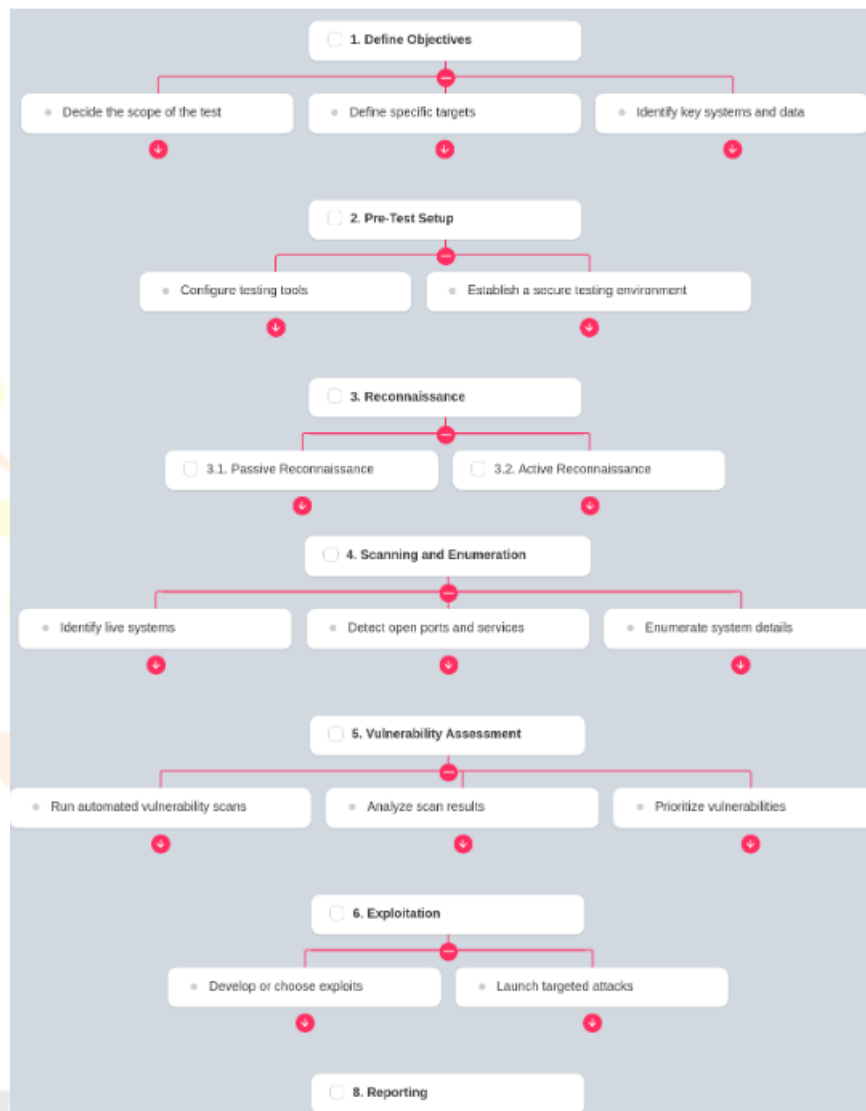 1. Define Objectives
Decide the scope of the test
Define specific targets
Identify key systems and data
2. Pre-Test Setup
Configure testing tools
Establish a secure testing environment
3. Reconnaissance
3.1. Passive Reconnaissance
3.2. Active Reconnaissance
4. Scanning and Enumeration
Identify live systems
Detect open ports and services
Enumerate system details
5. Vulnerability Assessment
Run automated vulnerability scans
Analyze scan results
Prioritize vulnerabilities
6. Exploitation
Develop or choose exploits
Launch targeted attacks
8. Reporting